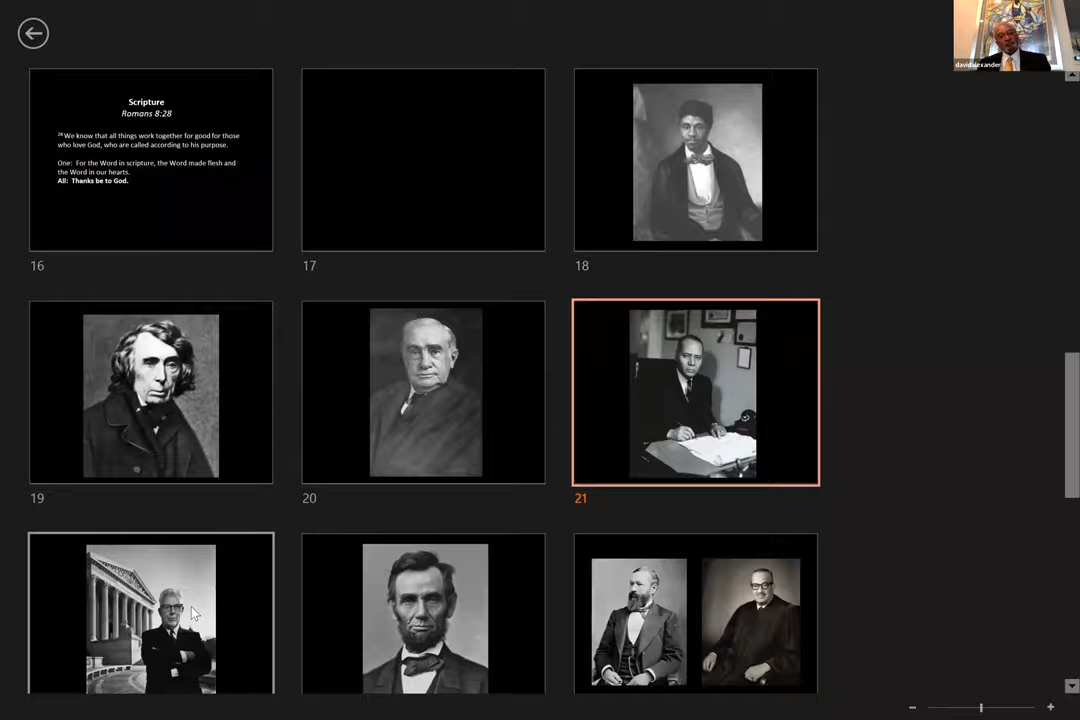 davidalexander
Scripture
Romans 8:28
28 We know that all things work together for good for those
who love God, who are called according to his purpose.
One: For the Word in scripture, the Word made flesh and
the Word in our hearts.
All: Thanks be to God.
16
17
18
19
20
21